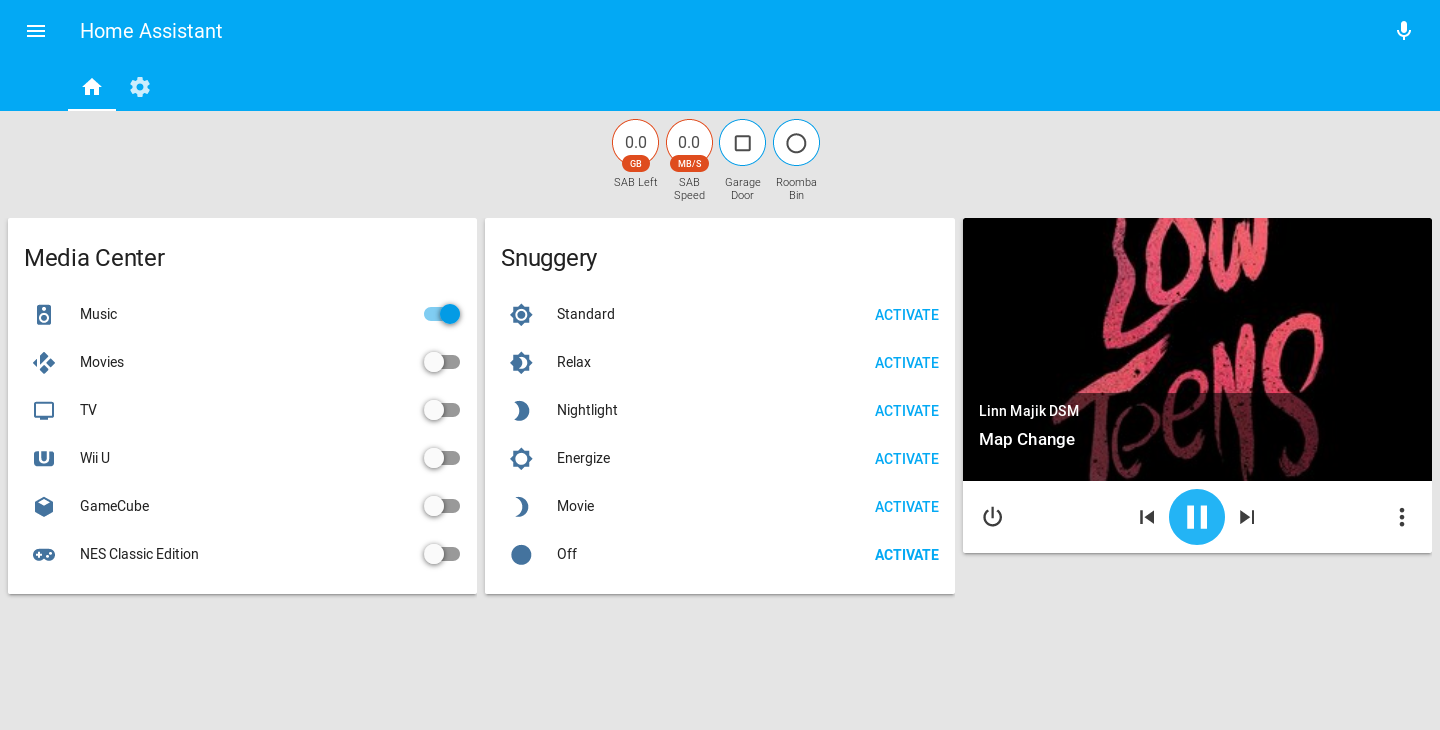 Home Assistant
0.0
GB
SAB Left
0.0
MB/S
SAB
Speed
Garage
Door
Roomba
Bin
Media Center
Music
Movies
TV
Wii U
GameCube
NES Classic Edition
Snuggery
Standard ACTIVATE
Relax ACTIVATE
Nightlight ACTIVATE
Energize ACTIVATE
Movie ACTIVATE
Off ACTIVATE
LOW
TEENS
Linn Majik DSM
Map Change